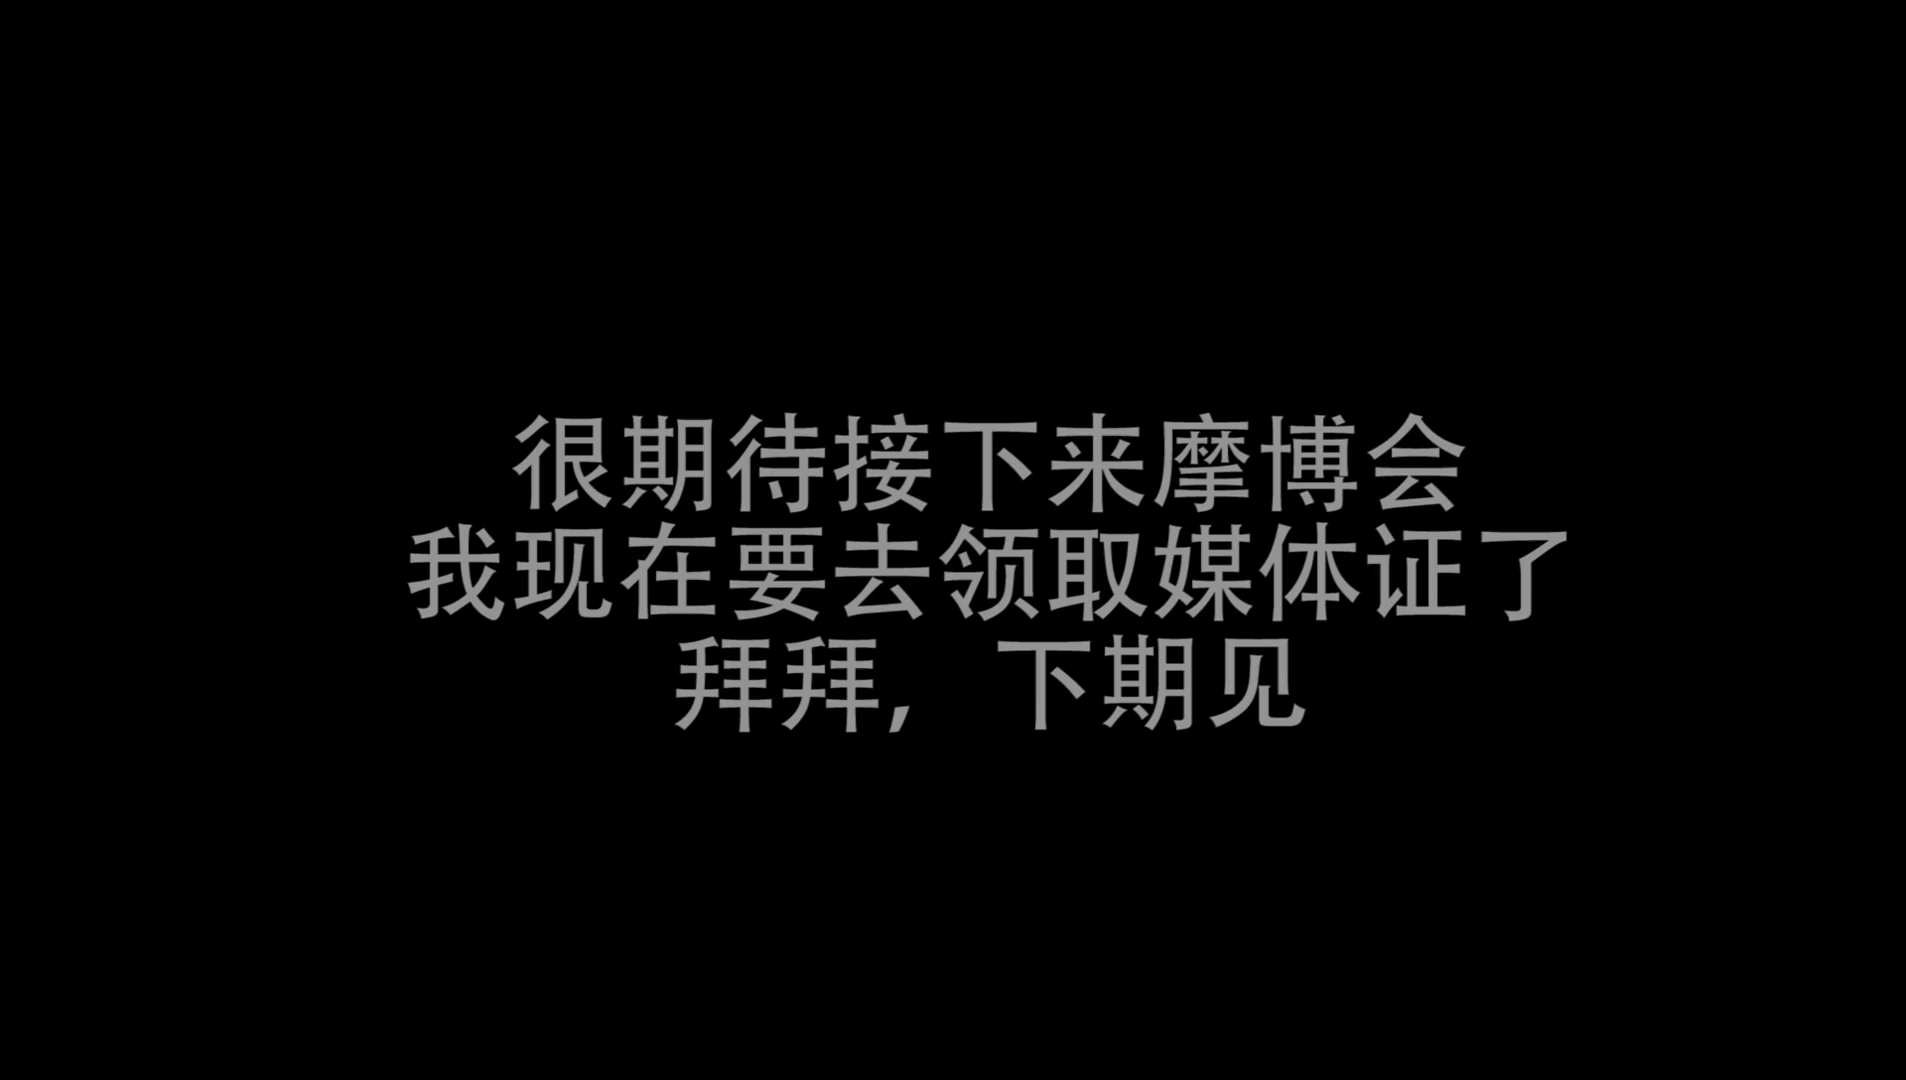 很期待接下来摩博会
我现在要去领取媒体证了
拜拜，下期见